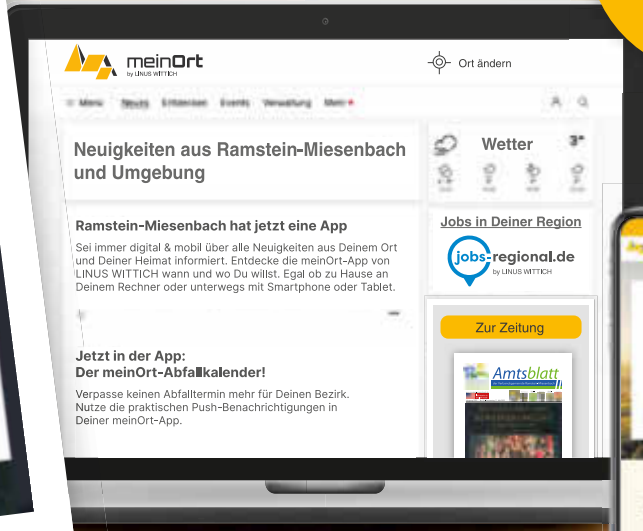 meinOrt
by LINUS WITTICH
Ort ändern
Menü Neues Entdecken Events Verwaltung Mehr +
Neuigkeiten aus Ramstein-Miesenbach
und Umgebung
Wetter 3°
Ramstein-Miesenbach hat jetzt eine App
Sei immer digital & mobil über alle Neuigkeiten aus Deinem Ort
und Deiner Heimat informiert. Entdecke die meinOrt-App von
LINUS WITTICH wann und wo Du willst. Egal ob zu Hause an
Deinem Rechner oder unterwegs mit Smartphone oder Tablet.
Jetzt in der App:
Der meinOrt-Abfallkalender!
Verpasse keinen Abfalltermin mehr für Deinen Bezirk.
Nutze die praktischen Push-Benachrichtigungen in
Deiner meinOrt-App.
Jobs in Deiner Region
jobs-regional.de
by LINUS WITTICH
Zur Zeitung
Amtsblatt